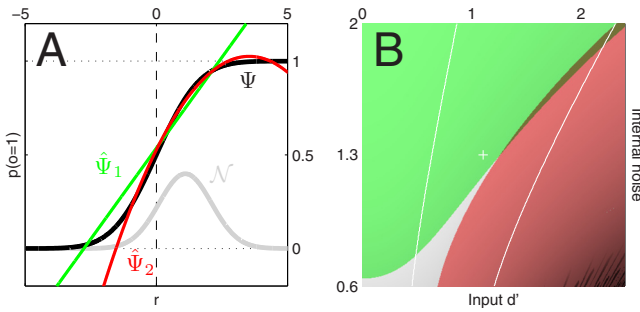 A
−5 0 5
p(o=1)
1
0.5
0
Ψ
Ψ̂₁
𝒩
Ψ̂₂
r
B
0 1 2
2
1.3
0.6
Input d'
Internal noise